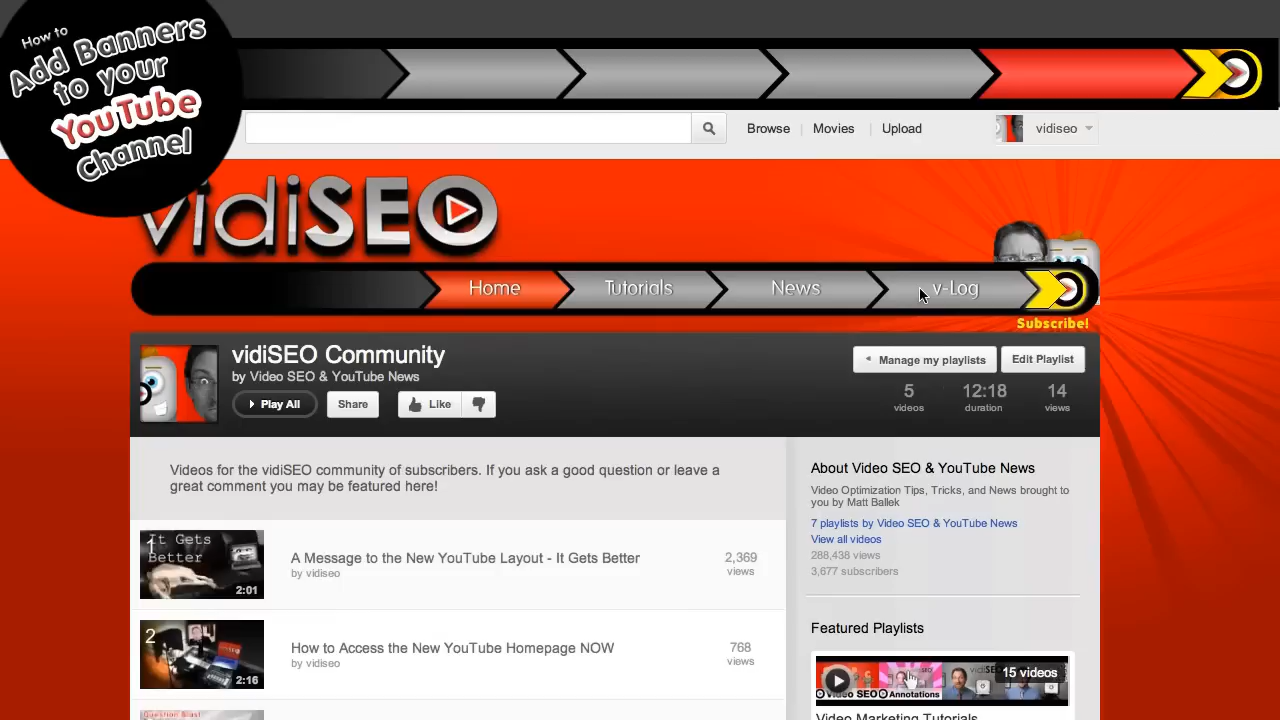 How to
Add Banners
to your
YouTube
Channel
Browse
Movies
Upload
vidiseo
vidiSEO
Home
Tutorials
News
v-Log
Subscribe!
vidiSEO Community
by Video SEO & YouTube News
Play All
Share
Like
Manage my playlists
Edit Playlist
5
videos
12:18
duration
14
views
Videos for the vidiSEO community of subscribers. If you ask a good question or leave a
great comment you may be featured here!
About Video SEO & YouTube News
Video Optimization Tips, Tricks, and News brought to
you by Matt Ballek
7 playlists by Video SEO & YouTube News
View all videos
288,438 views
3,677 subscribers
1
It Gets
Better
2:01
A Message to the New YouTube Layout - It Gets Better
by vidiseo
2,369
views
2
2:16
How to Access the New YouTube Homepage NOW
by vidiseo
768
views
Featured Playlists
15 videos
Video SEO
Annotations
Video Marketing Tutorials
Question Blast!